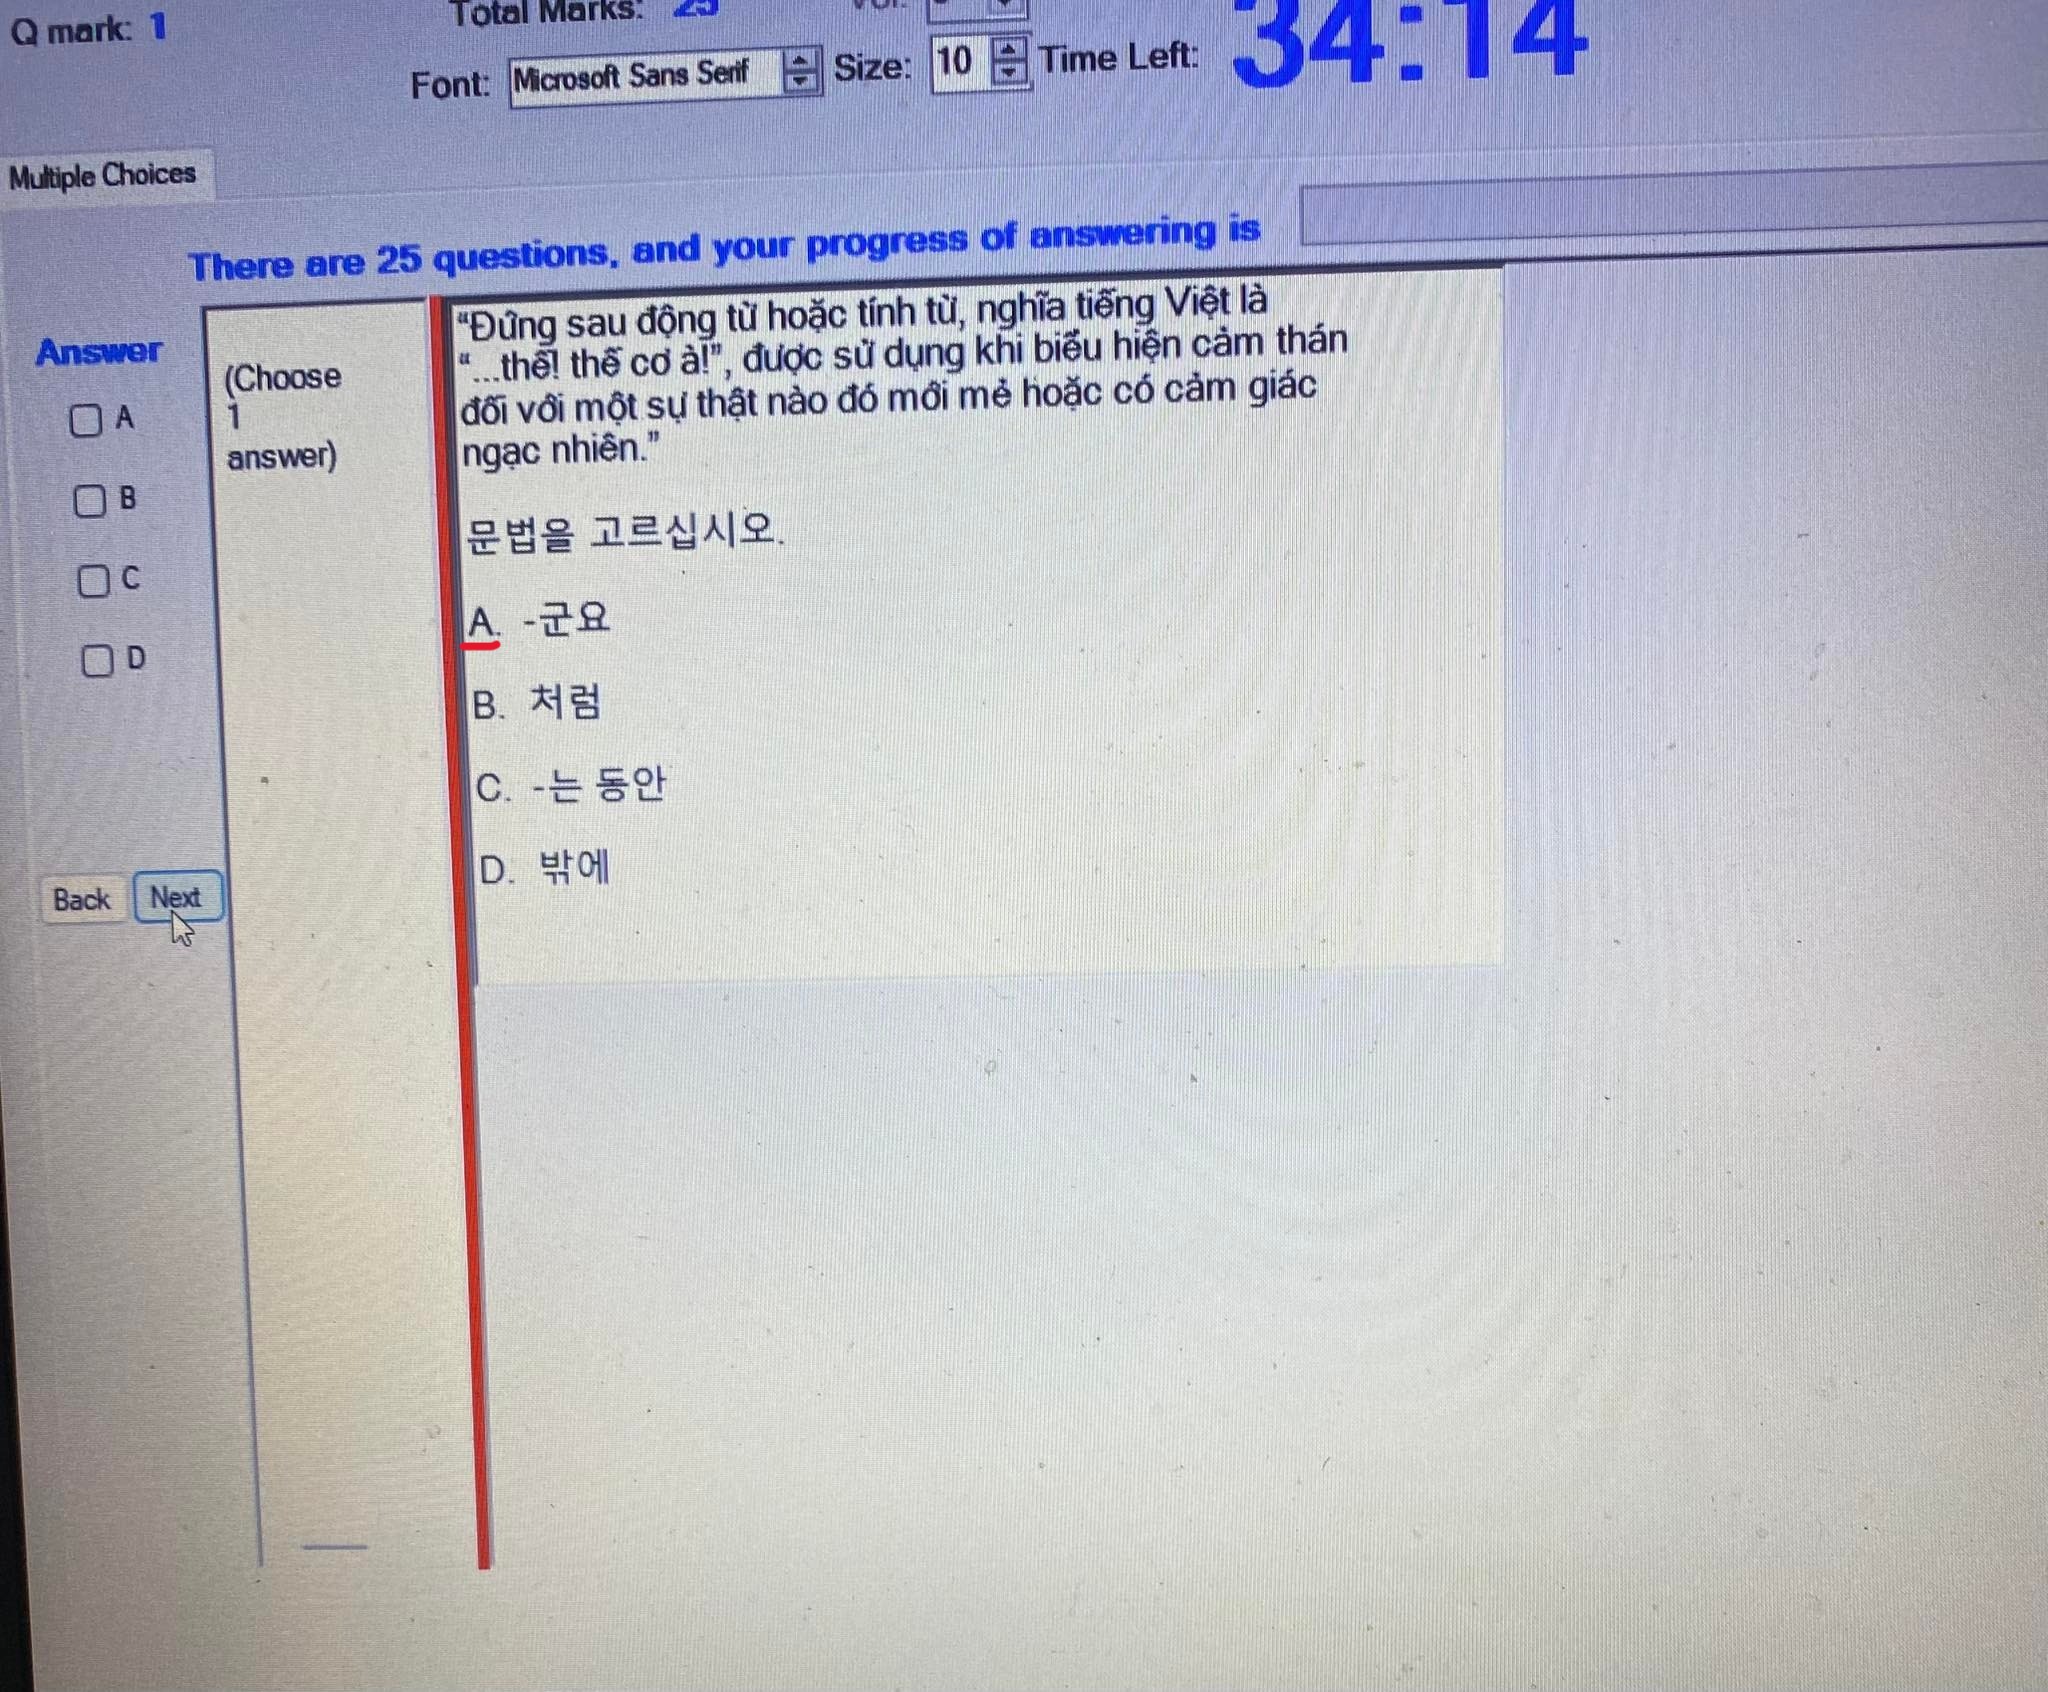 Q mark: 1
Total Marks: 25
Font: Microsoft Sans Serif Size: 10 Time Left: 34:14
Multiple Choices
There are 25 questions, and your progress of answering is
Answer
A
B
C
D
Back Next
(Choose
1
answer)
“Đứng sau động từ hoặc tính từ, nghĩa tiếng Việt là
“...thế! thế cơ à!”, được sử dụng khi biểu hiện cảm thán
đối với một sự thật nào đó mới mẻ hoặc có cảm giác
ngạc nhiên.”
문법을 고르십시오.
A. -군요
B. 처럼
C. -는 동안
D. 밖에